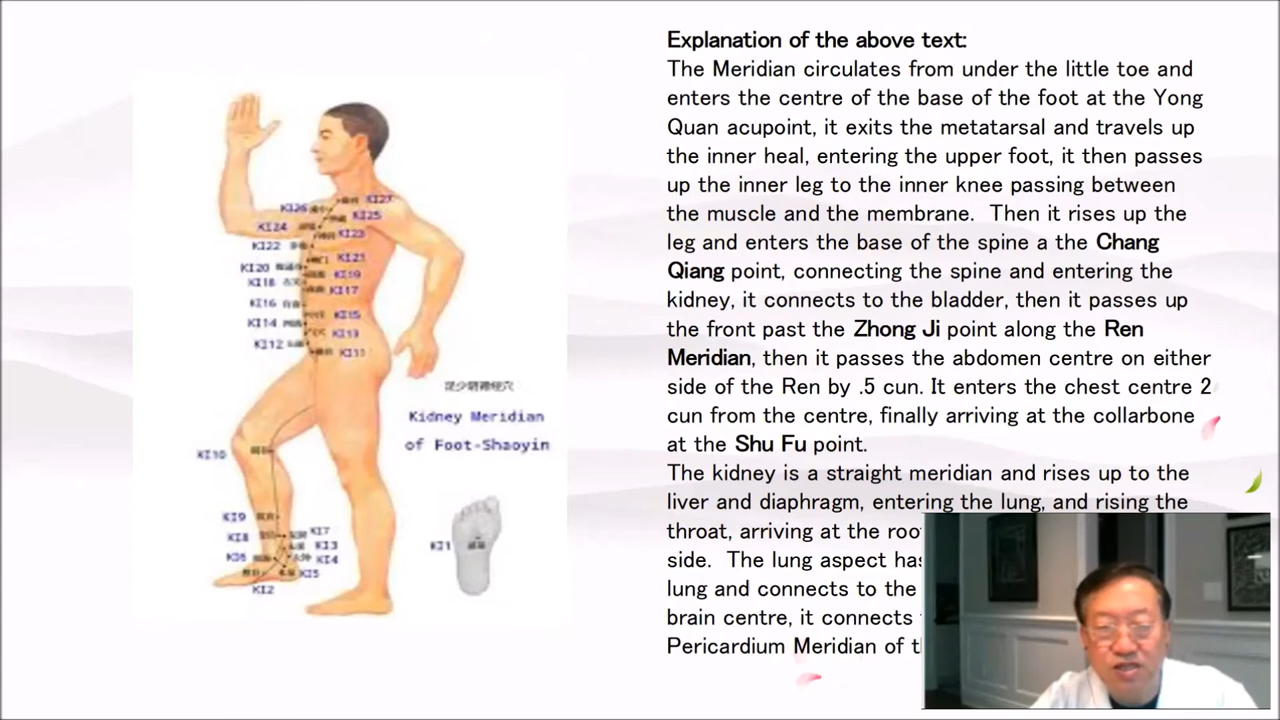 Explanation of the above text:
The Meridian circulates from under the little toe and
enters the centre of the base of the foot at the Yong
Quan acupoint, it exits the metatarsal and travels up
the inner heal, entering the upper foot, it then passes
up the inner leg to the inner knee passing between
the muscle and the membrane. Then it rises up the
leg and enters the base of the spine a the Chang
Qiang point, connecting the spine and entering the
kidney, it connects to the bladder, then it passes up
the front past the Zhong Ji point along the Ren
Meridian, then it passes the abdomen centre on either
side of the Ren by .5 cun. It enters the chest centre 2
cun from the centre, finally arriving at the collarbone
at the Shu Fu point.
The kidney is a straight meridian and rises up to the
liver and diaphragm, entering the lung, and rising the
throat, arriving at the
side. The lung aspect
lung and connects to the
brain centre, it connects
Pericardium Meridian of
KI27
KI26
KI25
KI24
KI23
KI22
KI21
KI20
KI19
KI18
KI17
KI16
KI15
KI14
KI13
KI12
KI11
足少阴肾经穴
Kidney Meridian
of Foot-Shaoyin
KI10
KI9
KI7
KI8
KI3
KI6
KI4
KI5
KI2
KI1